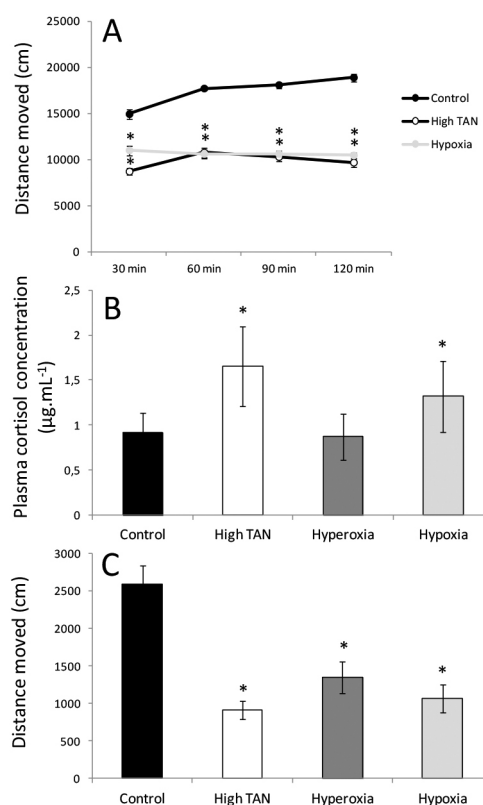 A
Distance moved (cm)
25000
20000
15000
10000
5000
0
* * * *
* * * *
30 min 60 min 90 min 120 min
Control
High TAN
Hypoxia
B
Plasma cortisol concentration
(µg.mL-1)
2,5
2
1,5
1
0,5
0
* *
Control High TAN Hyperoxia Hypoxia
C
Distance moved (cm)
3000
2500
2000
1500
1000
500
0
* * *
Control High TAN Hyperoxia Hypoxia